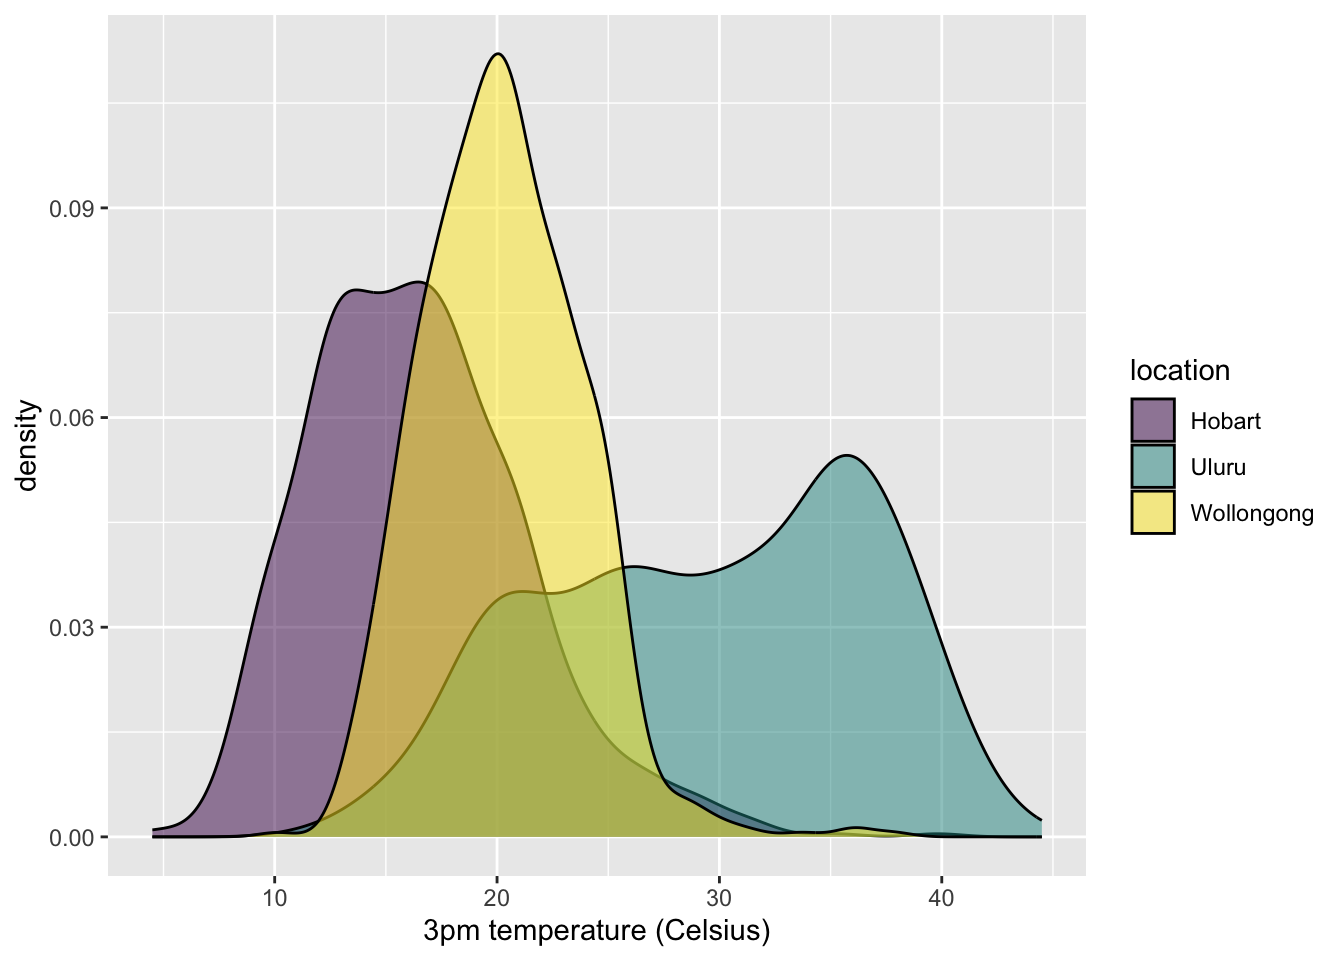 density
0.09
0.06
0.03
0.00
10 20 30 40
3pm temperature (Celsius)
location
Hobart
Uluru
Wollongong